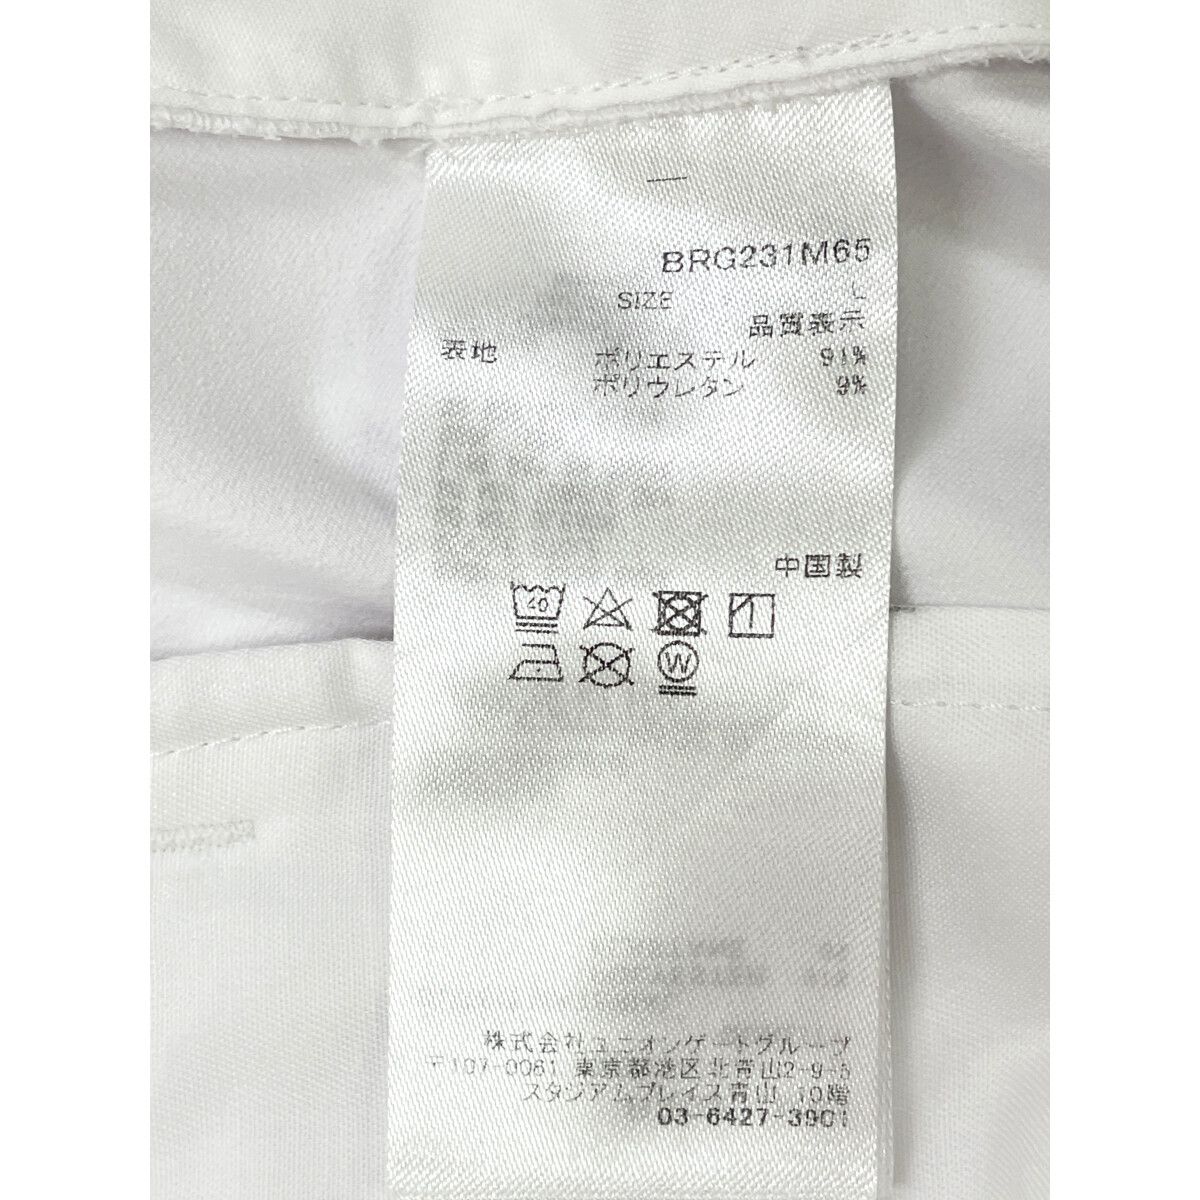 BRG231M65
SIZE L
品質表示
表地 ポリエステル 91%
ポリウレタン 9%
中国製
40
W
株式会社ユニオンゲートグループ
〒107-0061 東京都港区北青山2-9-5
スタジアムプレイス青山 10階
03-6427-3901